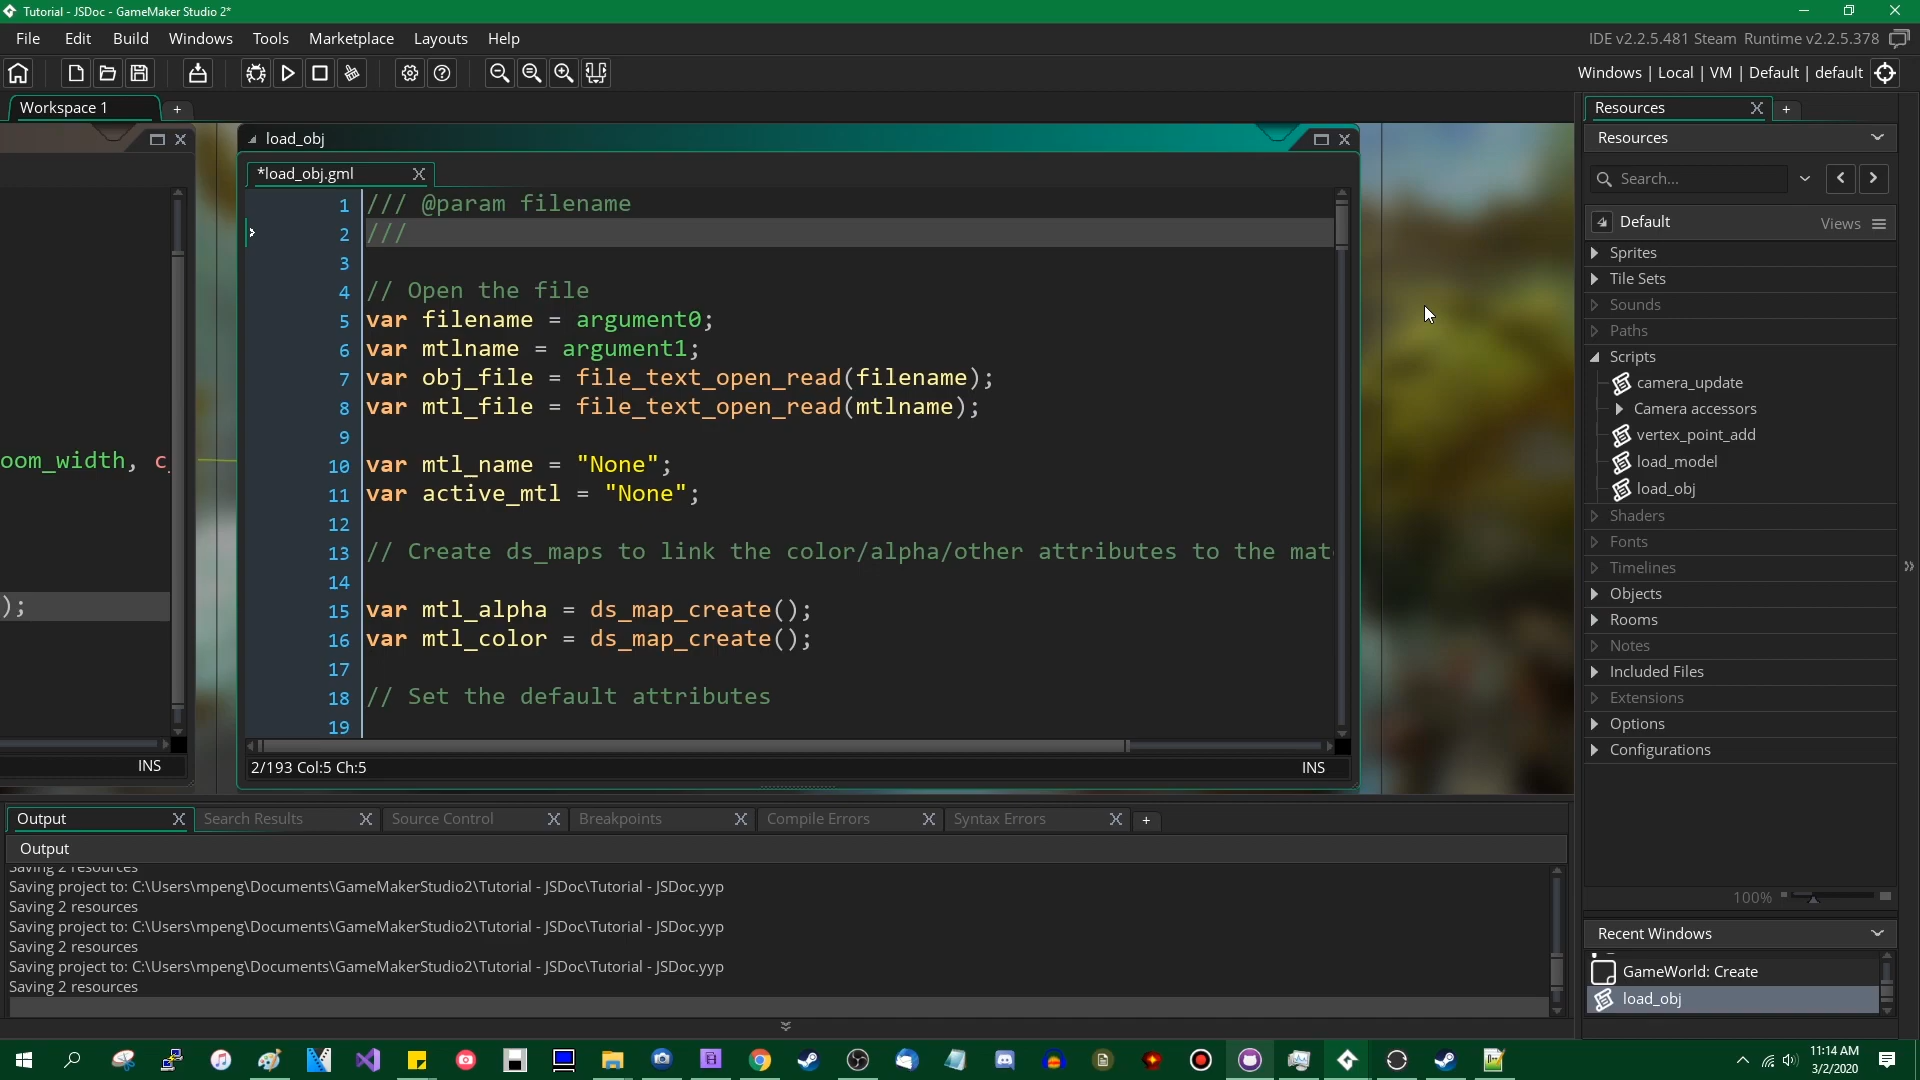 Tutorial - JSDoc - GameMaker Studio 2*
File Edit Build Windows Tools Marketplace Layouts Help
IDE v2.2.5.481 Steam Runtime v2.2.5.378
Windows | Local | VM | Default | default
Workspace 1 +
Resources +
load_obj
Resources
*load_obj.gml
Search...
1 /// @param filename
2 ///
3
4 // Open the file
5 var filename = argument0;
6 var mtlname = argument1;
7 var obj_file = file_text_open_read(filename);
8 var mtl_file = file_text_open_read(mtlname);
9
10 var mtl_name = "None";
11 var active_mtl = "None";
12
13 // Create ds_maps to link the color/alpha/other attributes to the mat
14
15 var mtl_alpha = ds_map_create();
16 var mtl_color = ds_map_create();
17
18 // Set the default attributes
19
oom_width, c_
);
INS
2/193 Col:5 Ch:5
INS
Default Views
Sprites
Tile Sets
Sounds
Paths
Scripts
camera_update
Camera accessors
vertex_point_add
load_model
load_obj
Shaders
Fonts
Timelines
Objects
Rooms
Notes
Included Files
Extensions
Options
Configurations
100%
Recent Windows
GameWorld: Create
load_obj
Output Search Results Source Control Breakpoints Compile Errors Syntax Errors +
Output
Saving 2 resources
Saving project to: C:\Users\mpeng\Documents\GameMakerStudio2\Tutorial - JSDoc\Tutorial - JSDoc.yyp
Saving 2 resources
Saving project to: C:\Users\mpeng\Documents\GameMakerStudio2\Tutorial - JSDoc\Tutorial - JSDoc.yyp
Saving 2 resources
Saving project to: C:\Users\mpeng\Documents\GameMakerStudio2\Tutorial - JSDoc\Tutorial - JSDoc.yyp
Saving 2 resources
11:14 AM
3/2/2020